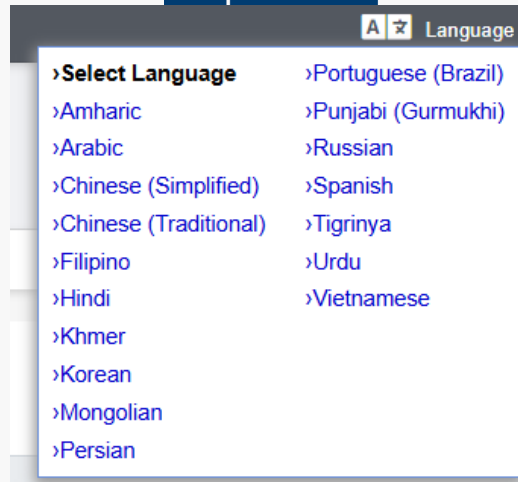 A 文 Language
›Select Language
›Amharic
›Arabic
›Chinese (Simplified)
›Chinese (Traditional)
›Filipino
›Hindi
›Khmer
›Korean
›Mongolian
›Persian
›Portuguese (Brazil)
›Punjabi (Gurmukhi)
›Russian
›Spanish
›Tigrinya
›Urdu
›Vietnamese